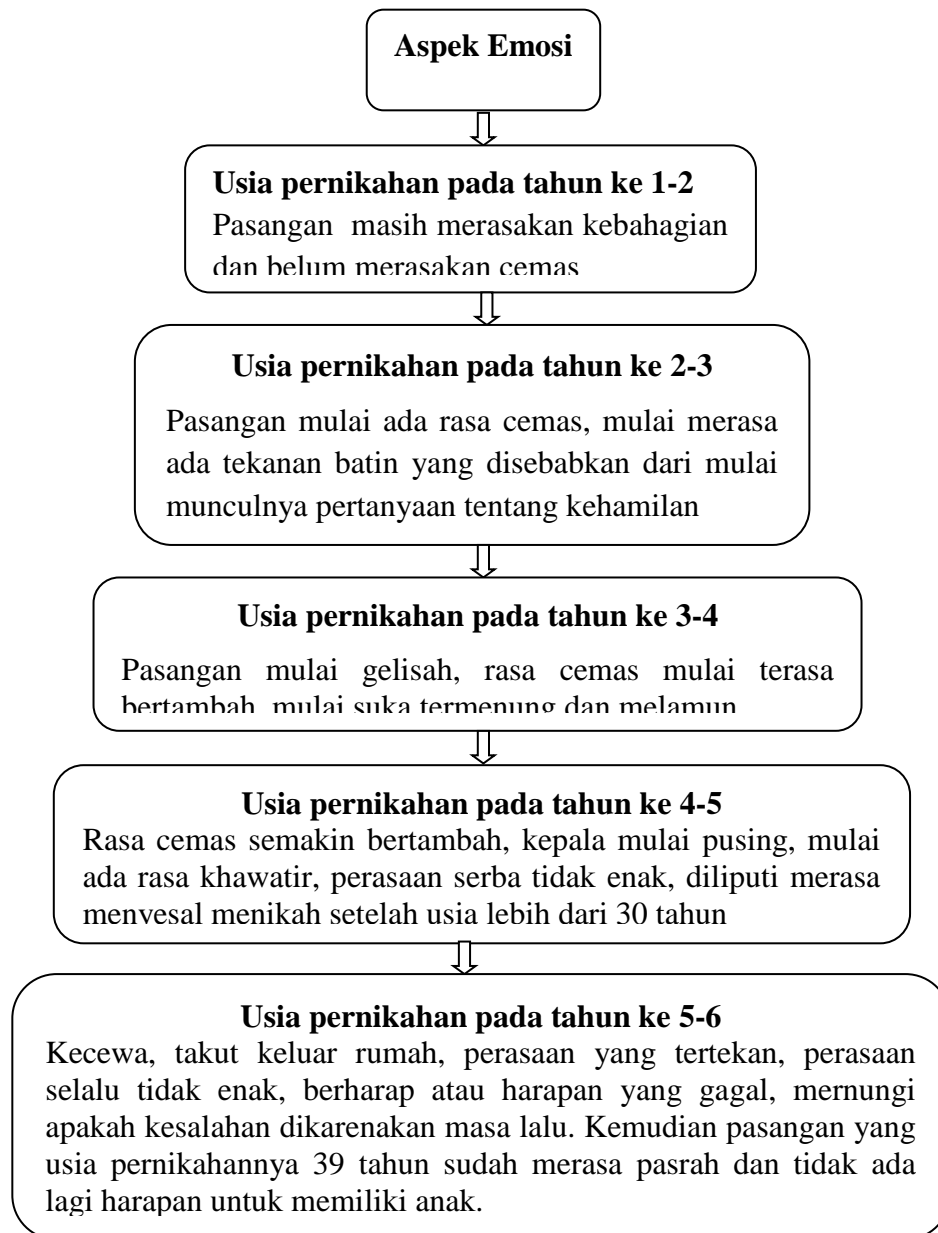 Aspek Emosi
Usia pernikahan pada tahun ke 1-2
Pasangan masih merasakan kebahagian
dan belum merasakan cemas
Usia pernikahan pada tahun ke 2-3
Pasangan mulai ada rasa cemas, mulai merasa
ada tekanan batin yang disebabkan dari mulai
munculnya pertanyaan tentang kehamilan
Usia pernikahan pada tahun ke 3-4
Pasangan mulai gelisah, rasa cemas mulai terasa
bertambah, mulai suka termenung dan melamun
Usia pernikahan pada tahun ke 4-5
Rasa cemas semakin bertambah, kepala mulai pusing, mulai
ada rasa khawatir, perasaan serba tidak enak, diliputi merasa
menyesal menikah setelah usia lebih dari 30 tahun
Usia pernikahan pada tahun ke 5-6
Kecewa, takut keluar rumah, perasaan yang tertekan, perasaan
selalu tidak enak, berharap atau harapan yang gagal, mernungi
apakah kesalahan dikarenakan masa lalu. Kemudian pasangan yang
usia pernikahannya 39 tahun sudah merasa pasrah dan tidak ada
lagi harapan untuk memiliki anak.